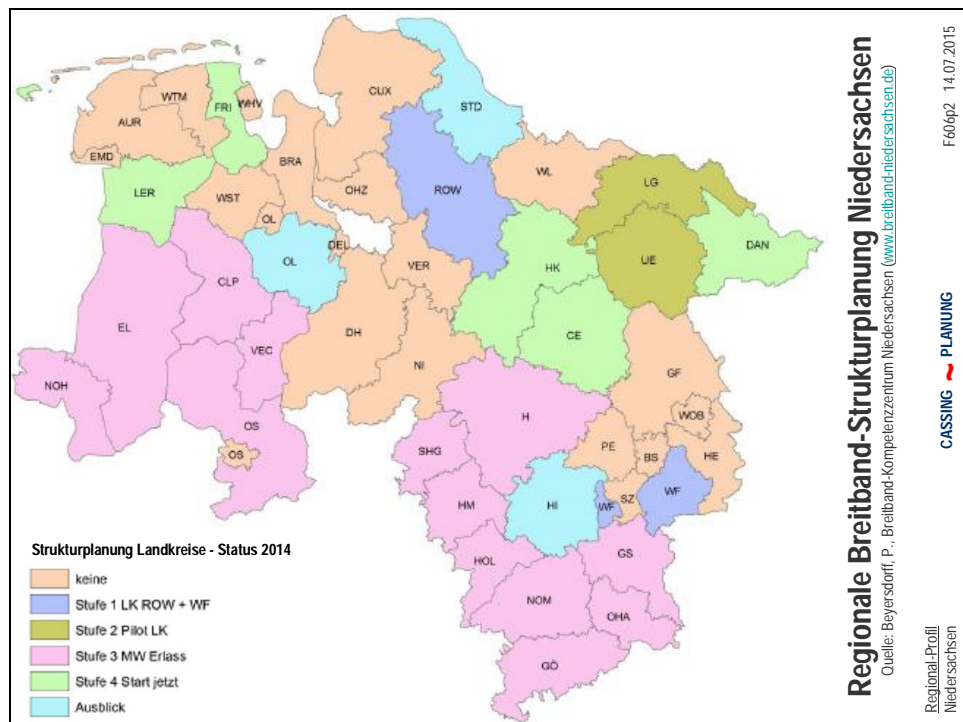 WTM
FRI
WHV
AUR
EMD
CUX
STD
BRA
LER
WST
OHZ
ROW
WL
LG
OL
OL
DEL
VER
DAN
HK
UE
CLP
EL
DH
CE
VEC
NI
GF
NOH
H
WOB
OS
OS
SHG
PE
BS
HE
HM
HI
WF
SZ
WF
HOL
GS
NOM
OHA
GÖ
Strukturplanung Landkreise - Status 2014
keine
Stufe 1 LK ROW + WF
Stufe 2 Pilot LK
Stufe 3 MW Erlass
Stufe 4 Start jetzt
Ausblick
Regionale Breitband-Strukturplanung Niedersachsen
Quelle: Beyersdorff, P., Breitband-Kompetenzzentrum Niedersachsen (www.breitband-niedersachsen.de)
Regional-Profil
Niedersachsen
CASSING ~ PLANUNG
F606p2 14.07.2015